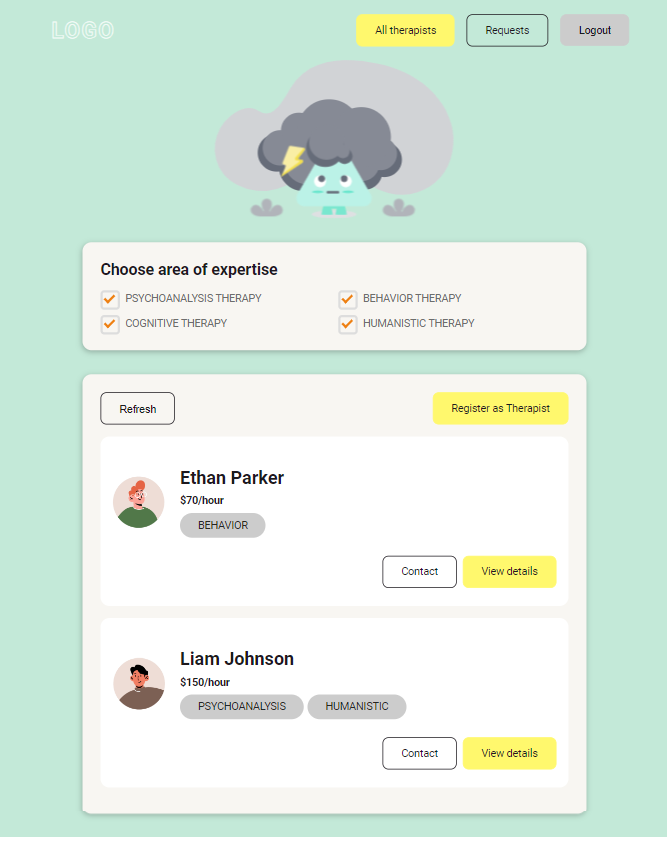 LOGO
All therapists
Requests
Logout
Choose area of expertise
PSYCHOANALYSIS THERAPY
BEHAVIOR THERAPY
COGNITIVE THERAPY
HUMANISTIC THERAPY
Refresh
Register as Therapist
Ethan Parker
$70/hour
BEHAVIOR
Contact
View details
Liam Johnson
$150/hour
PSYCHOANALYSIS
HUMANISTIC
Contact
View details